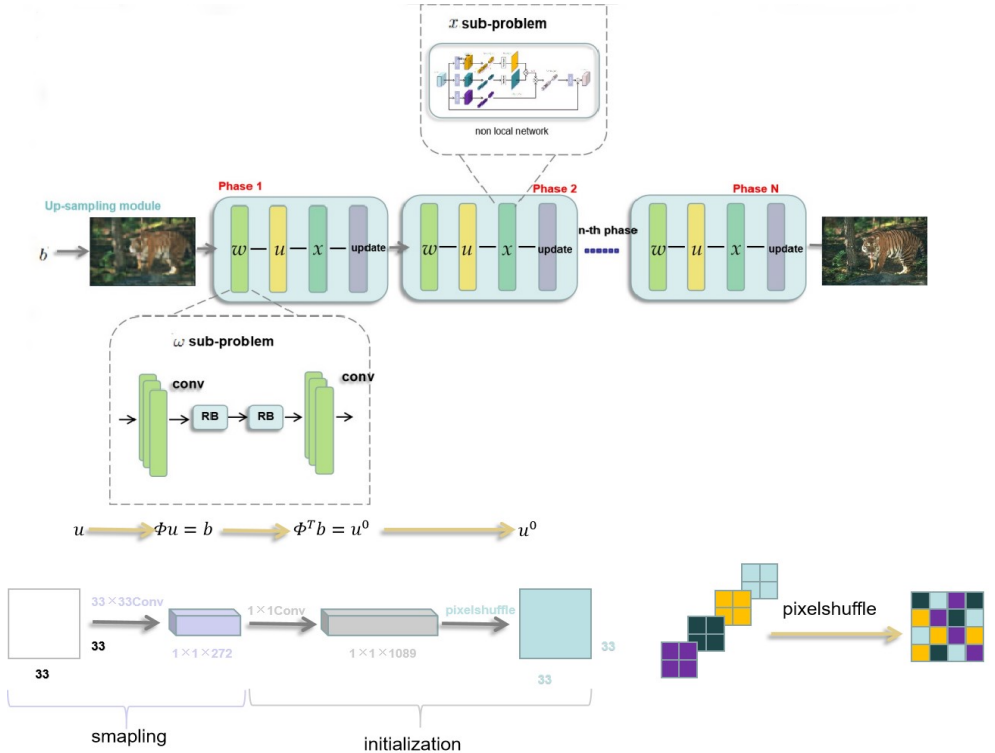 x sub-problem
non local network
Phase 1
Phase 2
Phase N
Up-sampling module
b
w
u
x
update
w
u
x
update
n-th phase
w
u
x
update
ω sub-problem
conv
conv
RB
RB
u
Φu = b
Φ^T b = u^0
u^0
33×33Conv
1×1Conv
pixelshuffle
pixelshuffle
33
33
1×1×272
1×1×1089
33
33
smapling
initialization